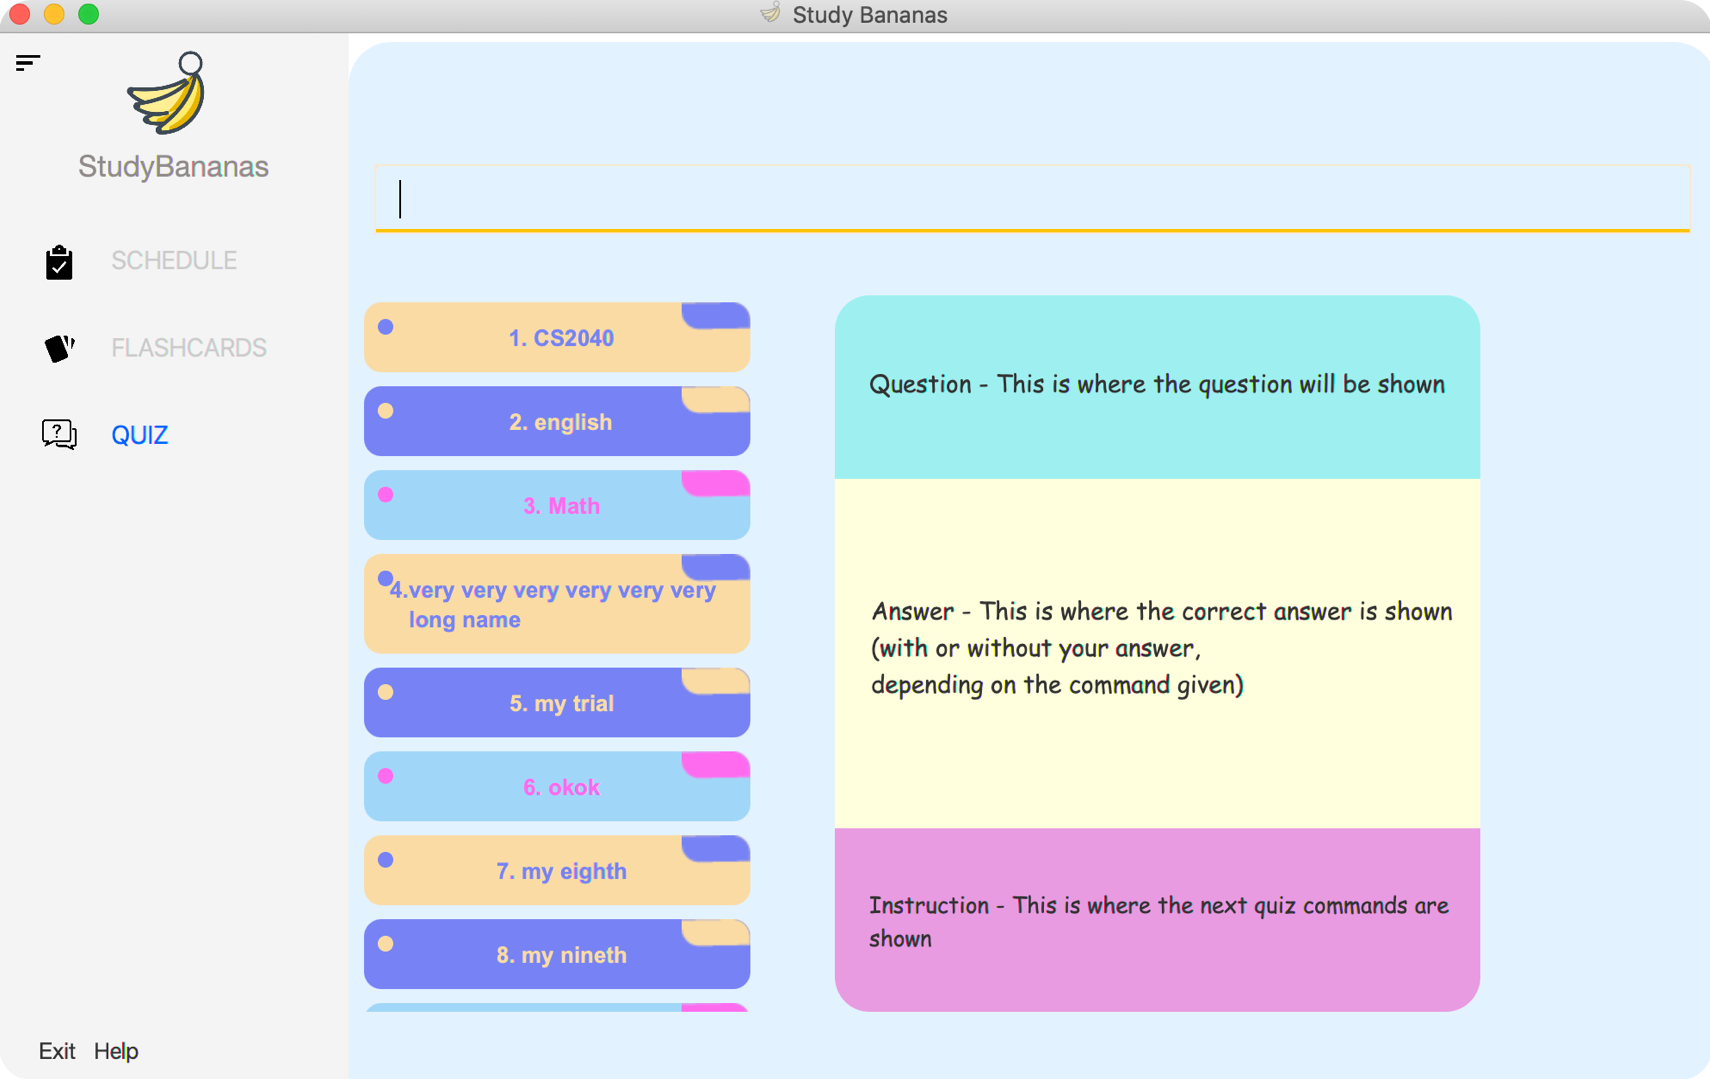 Study Bananas
StudyBananas
SCHEDULE
FLASHCARDS
QUIZ
Exit Help
1. CS2040
2. english
3. Math
4.very very very very very very
long name
5. my trial
6. okok
7. my eighth
8. my nineth
Question - This is where the question will be shown
Answer - This is where the correct answer is shown
(with or without your answer,
depending on the command given)
Instruction - This is where the next quiz commands are
shown